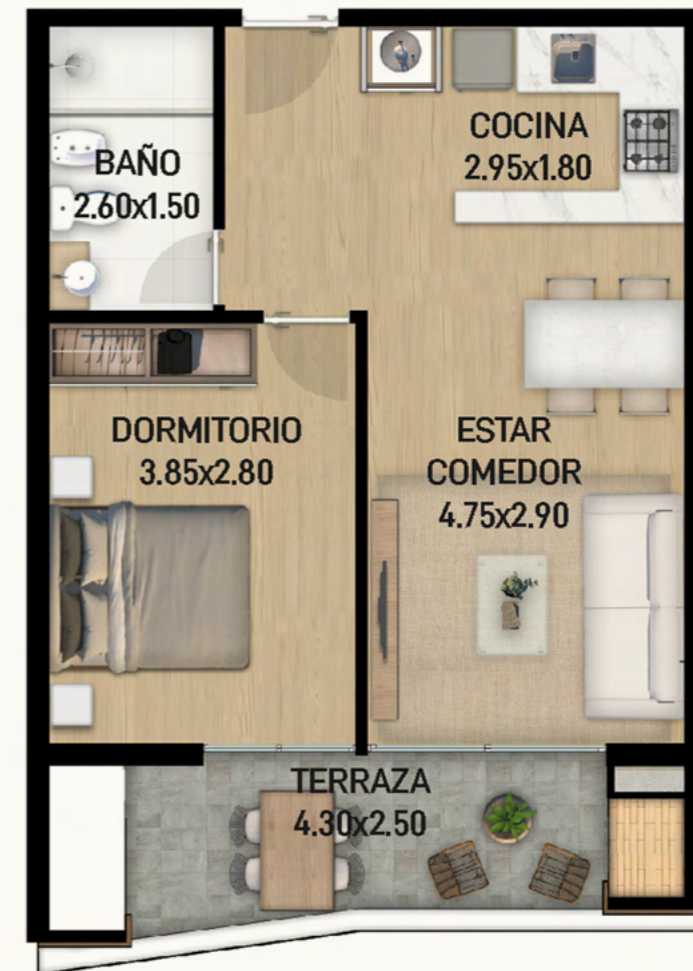 COCINA
2.95x1.80
BAÑO
2.60x1.50
DORMITORIO
3.85x2.80
ESTAR
COMEDOR
4.75x2.90
TERRAZA
4.30x2.50